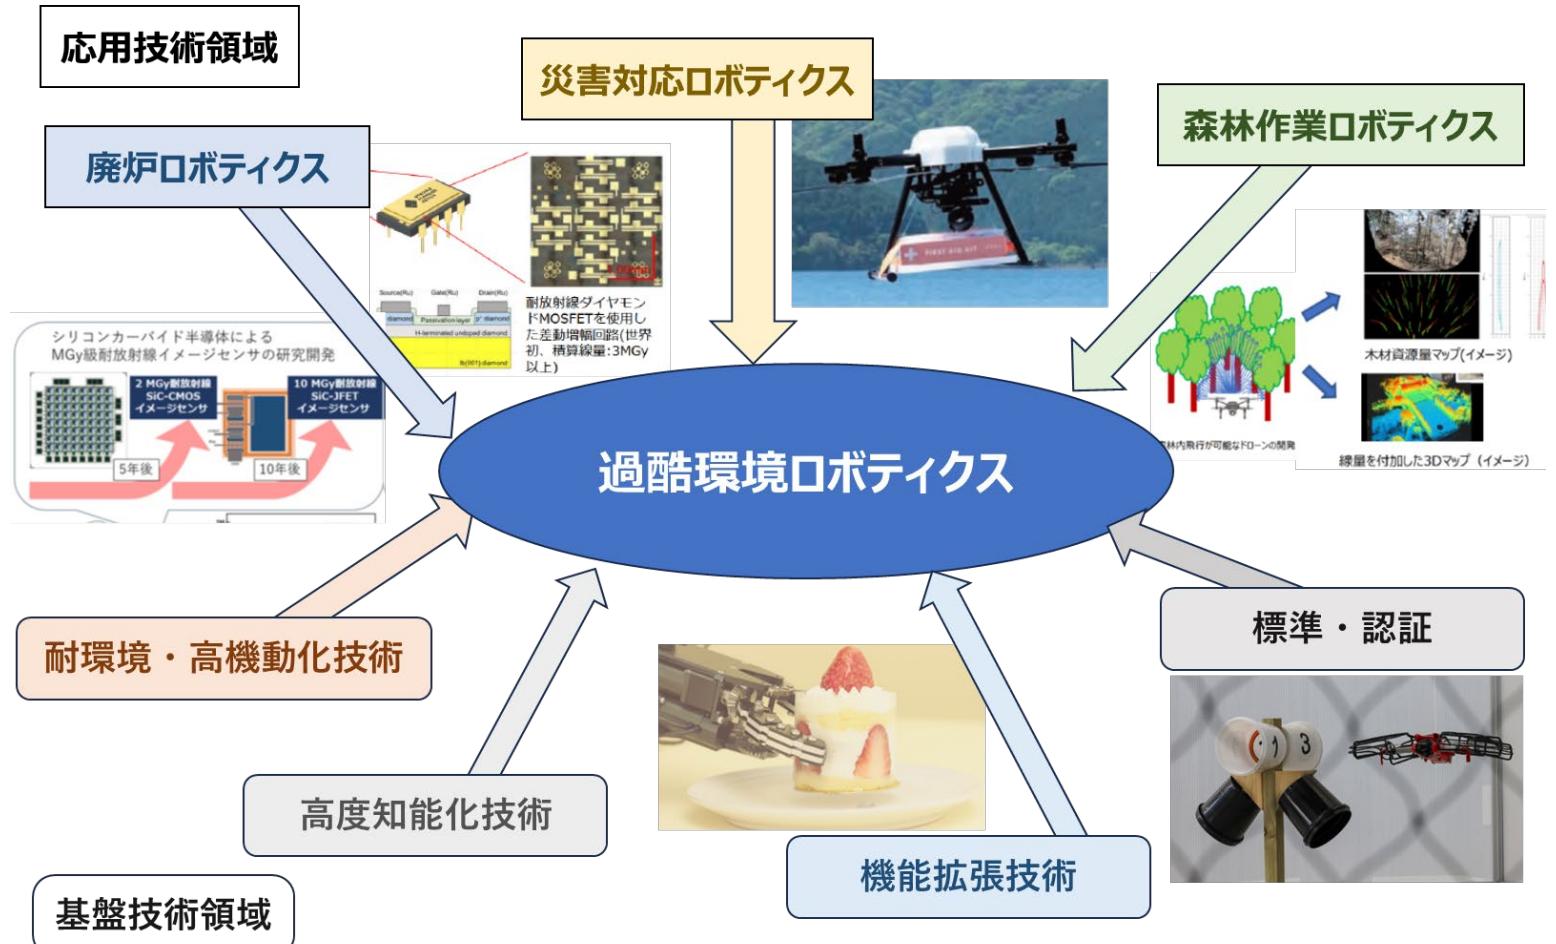 応用技術領域
災害対応ロボティクス
森林作業ロボティクス
廃炉ロボティクス
FIRST AID KIT
Source(Ru) Gate(Ru) Drain(Ru)
diamond Passivation layer p⁺ diamond
H-terminated undoped diamond
Ib(001) diamond
耐放射線ダイヤモン
ドMOSFETを使用し
た差動増幅回路(世界
初、積算線量:3MGy
以上)
シリコンカーバイド半導体による
MGy級耐放射線イメージセンサの研究開発
2 MGy耐放射線
SiC-CMOS
イメージセンサ
10 MGy耐放射線
SiC-JFET
イメージセンサ
5年後
10年後
木材資源量マップ(イメージ)
林内飛行が可能なドローンの開発
線量を付加した3Dマップ（イメージ）
過酷環境ロボティクス
耐環境・高機動化技術
標準・認証
1 3
高度知能化技術
機能拡張技術
基盤技術領域